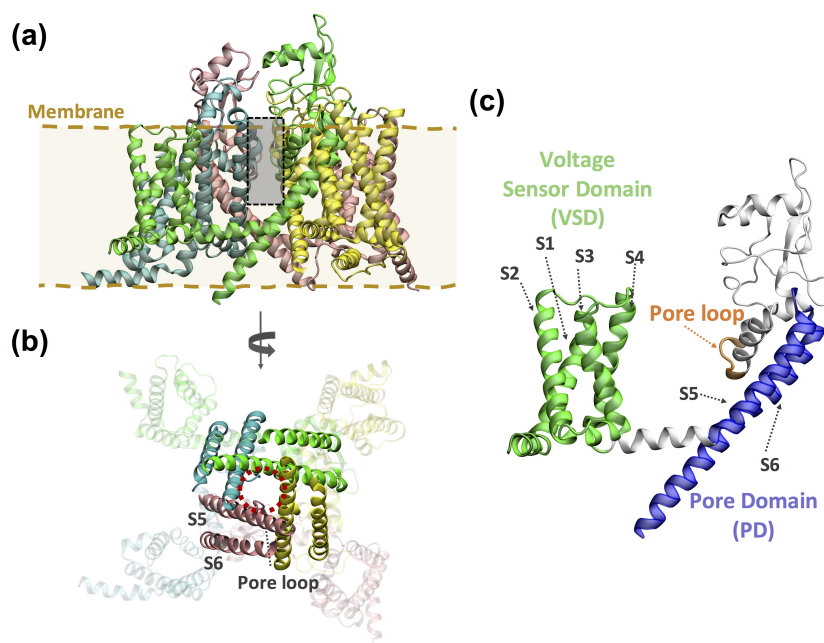 (a)
Membrane
(b)
S5
S6
Pore loop
(c)
Voltage
Sensor Domain
(VSD)
S1
S2
S3
S4
Pore loop
S5
S6
Pore Domain
(PD)